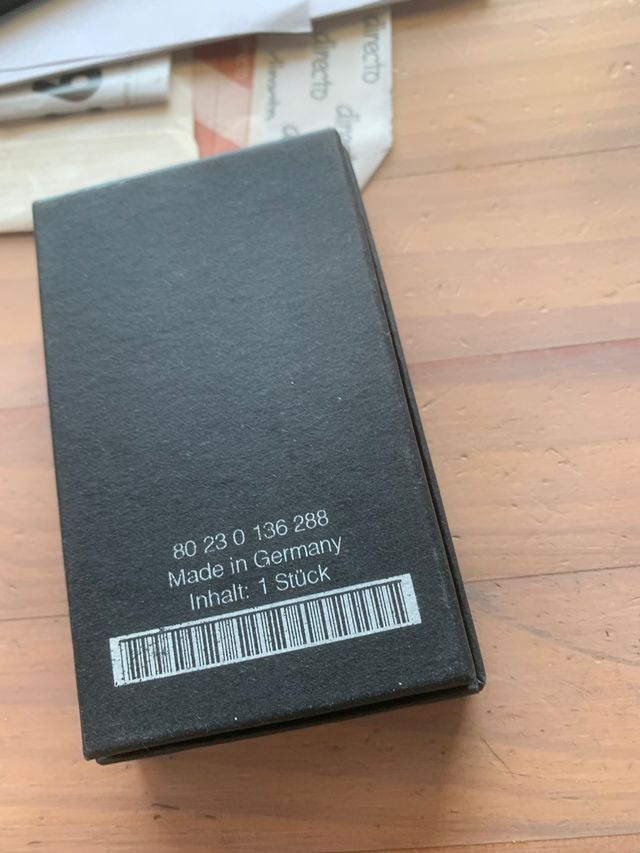 directo
directo
80 23 0 136 288
Made in Germany
Inhalt: 1 Stück